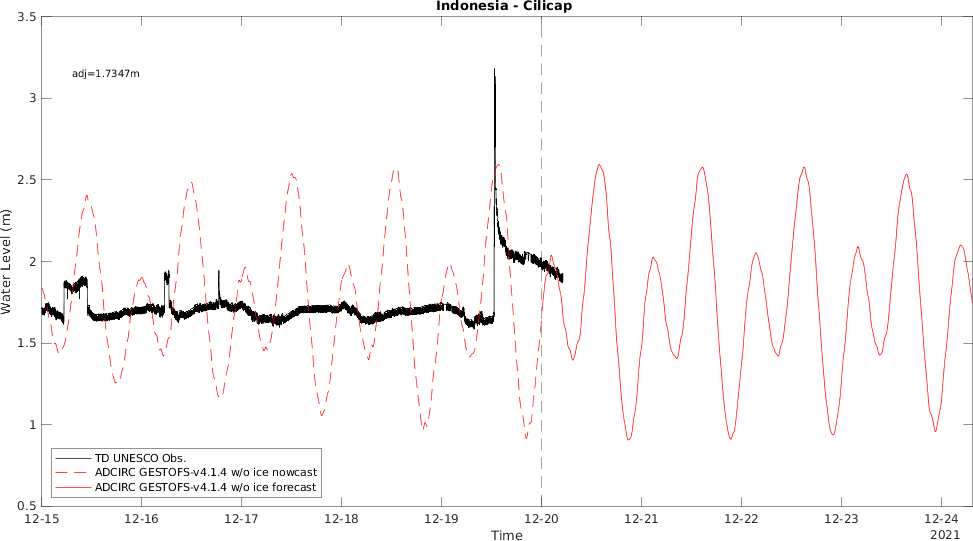 Indonesia - Cilicap
3.5
adj=1.7347m
3
2.5
2
1.5
1
0.5
Water Level (m)
TD UNESCO Obs.
ADCIRC GESTOFS-v4.1.4 w/o ice nowcast
ADCIRC GESTOFS-v4.1.4 w/o ice forecast
12-15 12-16 12-17 12-18 12-19 12-20 12-21 12-22 12-23 12-24
Time
2021